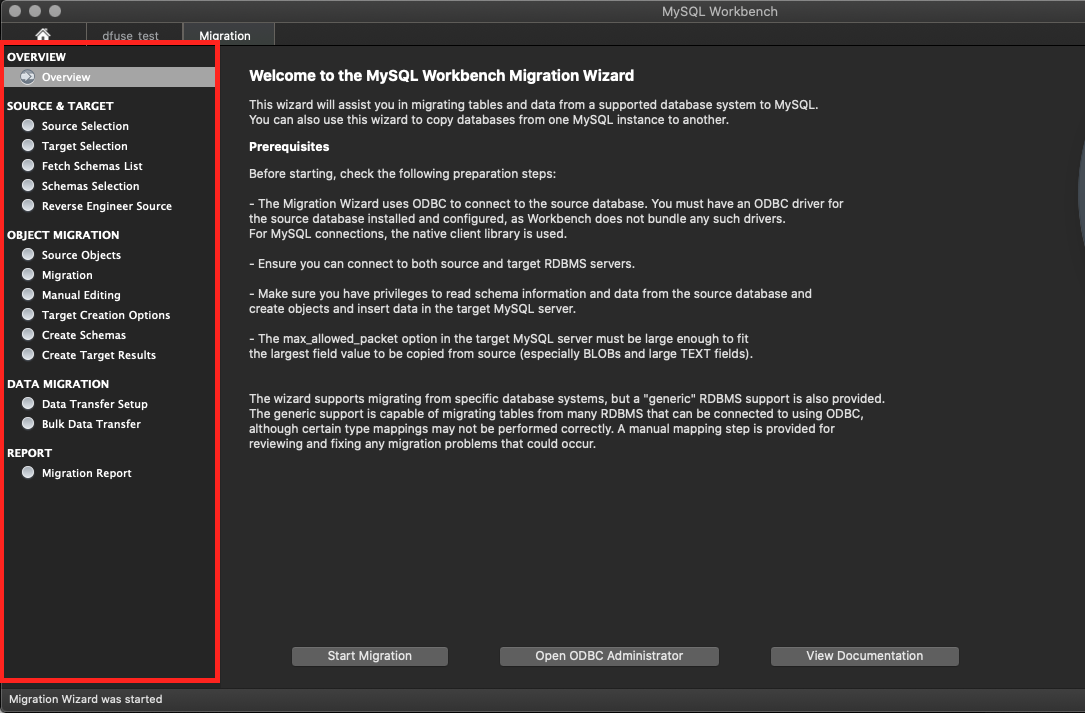 MySQL Workbench
dfuse_test
Migration
OVERVIEW
Overview
SOURCE & TARGET
Source Selection
Target Selection
Fetch Schemas List
Schemas Selection
Reverse Engineer Source
OBJECT MIGRATION
Source Objects
Migration
Manual Editing
Target Creation Options
Create Schemas
Create Target Results
DATA MIGRATION
Data Transfer Setup
Bulk Data Transfer
REPORT
Migration Report
Welcome to the MySQL Workbench Migration Wizard
This wizard will assist you in migrating tables and data from a supported database system to MySQL.
You can also use this wizard to copy databases from one MySQL instance to another.
Prerequisites
Before starting, check the following preparation steps:
- The Migration Wizard uses ODBC to connect to the source database. You must have an ODBC driver for
the source database installed and configured, as Workbench does not bundle any such drivers.
For MySQL connections, the native client library is used.
- Ensure you can connect to both source and target RDBMS servers.
- Make sure you have privileges to read schema information and data from the source database and
create objects and insert data in the target MySQL server.
- The max_allowed_packet option in the target MySQL server must be large enough to fit
the largest field value to be copied from source (especially BLOBs and large TEXT fields).
The wizard supports migrating from specific database systems, but a "generic" RDBMS support is also provided.
The generic support is capable of migrating tables from many RDBMS that can be connected to using ODBC,
although certain type mappings may not be performed correctly. A manual mapping step is provided for
reviewing and fixing any migration problems that could occur.
Start Migration
Open ODBC Administrator
View Documentation
Migration Wizard was started